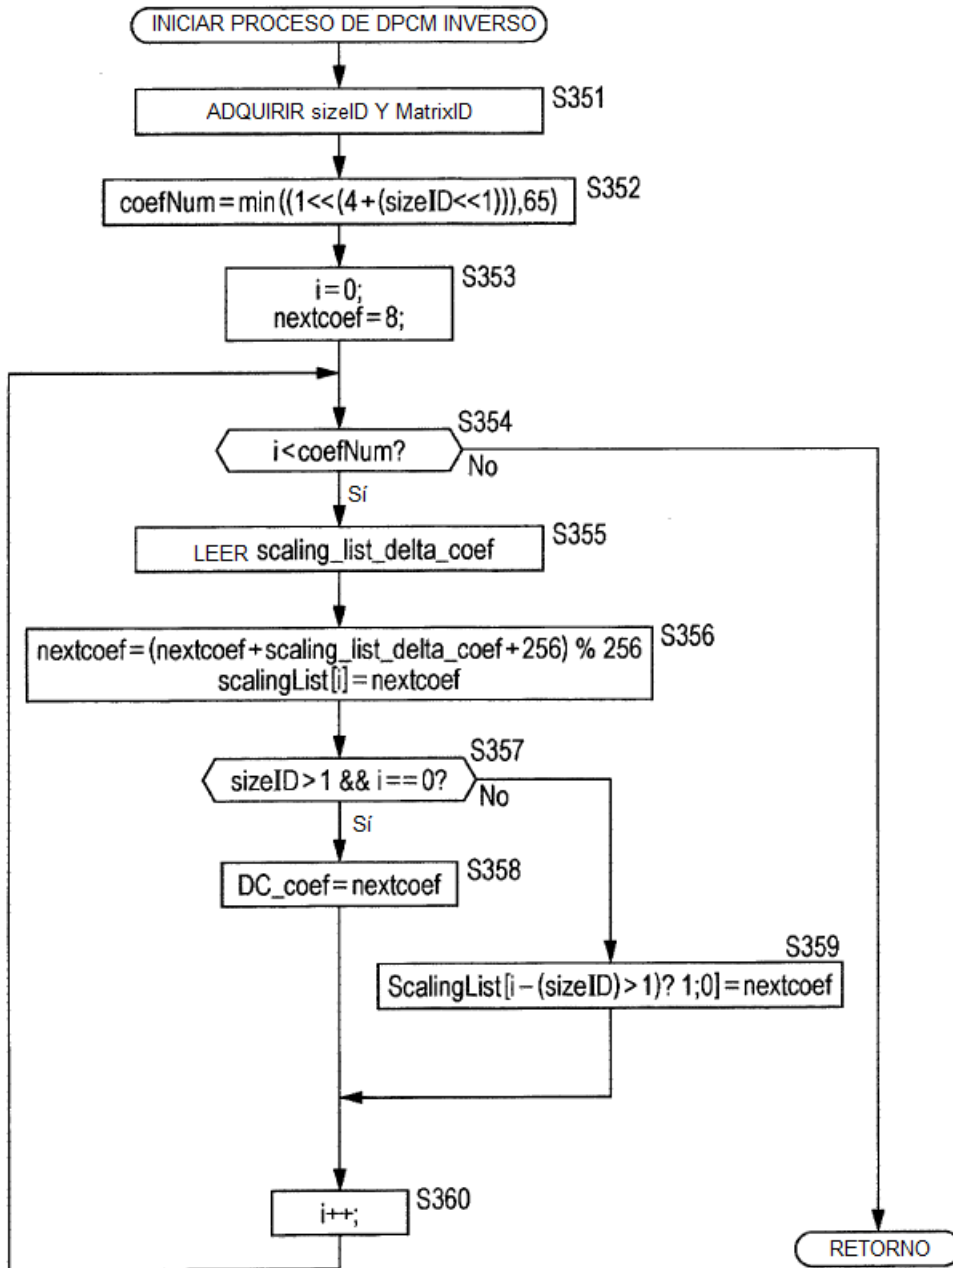 INICIAR PROCESO DE DPCM INVERSO
S351
ADQUIRIR sizeID Y MatrixID
S352
coefNum=min((1<<(4+(sizeID<<1))),65)
S353
i=0;
nextcoef=8;
S354
i<coefNum?
No
Sí
S355
LEER scaling_list_delta_coef
S356
nextcoef=(nextcoef+scaling_list_delta_coef+256) % 256
scalingList[i]=nextcoef
S357
sizeID>1 && i==0?
No
Sí
S358
DC_coef=nextcoef
S359
ScalingList[i-(sizeID)>1)? 1;0]=nextcoef
S360
i++;
RETORNO